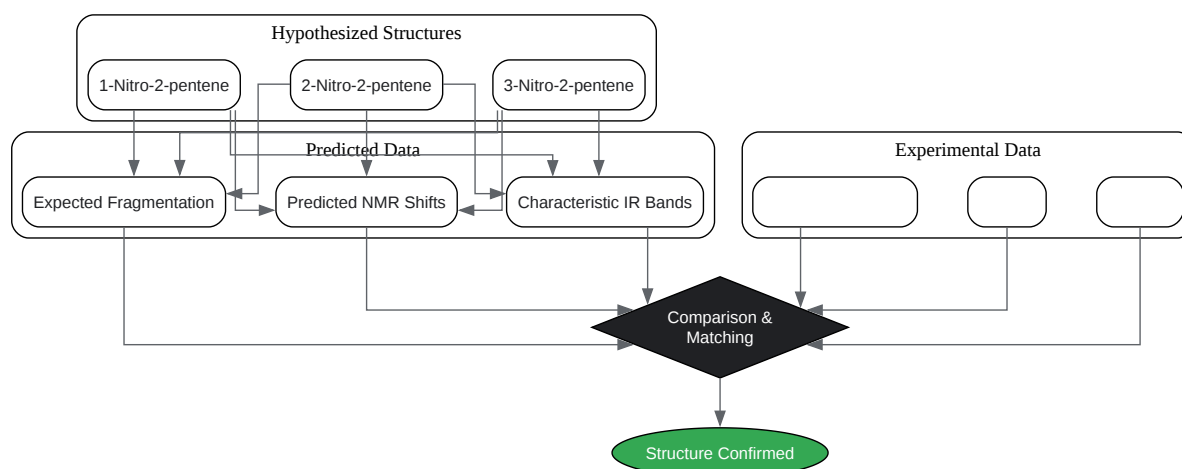 Hypothesized Structures
1-Nitro-2-pentene
2-Nitro-2-pentene
3-Nitro-2-pentene
Predicted Data
Experimental Data
Expected Fragmentation
Predicted NMR Shifts
Characteristic IR Bands
Comparison &
Matching
Structure Confirmed